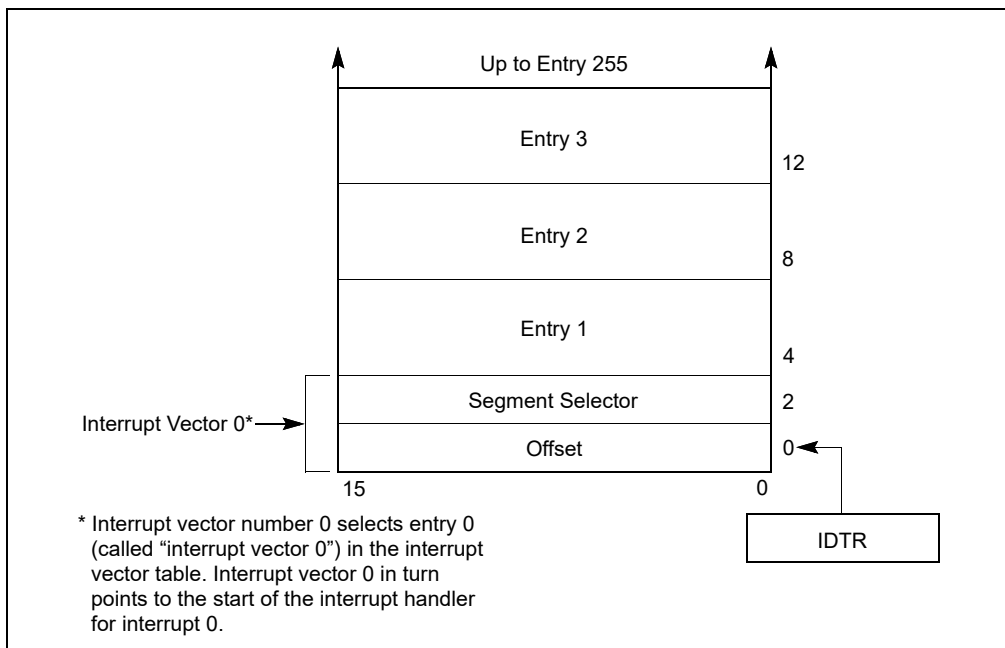 Up to Entry 255
Entry 3
12
Entry 2
8
Entry 1
4
Segment Selector
2
Interrupt Vector 0*
Offset
0
15
0
* Interrupt vector number 0 selects entry 0
(called “interrupt vector 0”) in the interrupt
vector table. Interrupt vector 0 in turn
points to the start of the interrupt handler
for interrupt 0.
IDTR